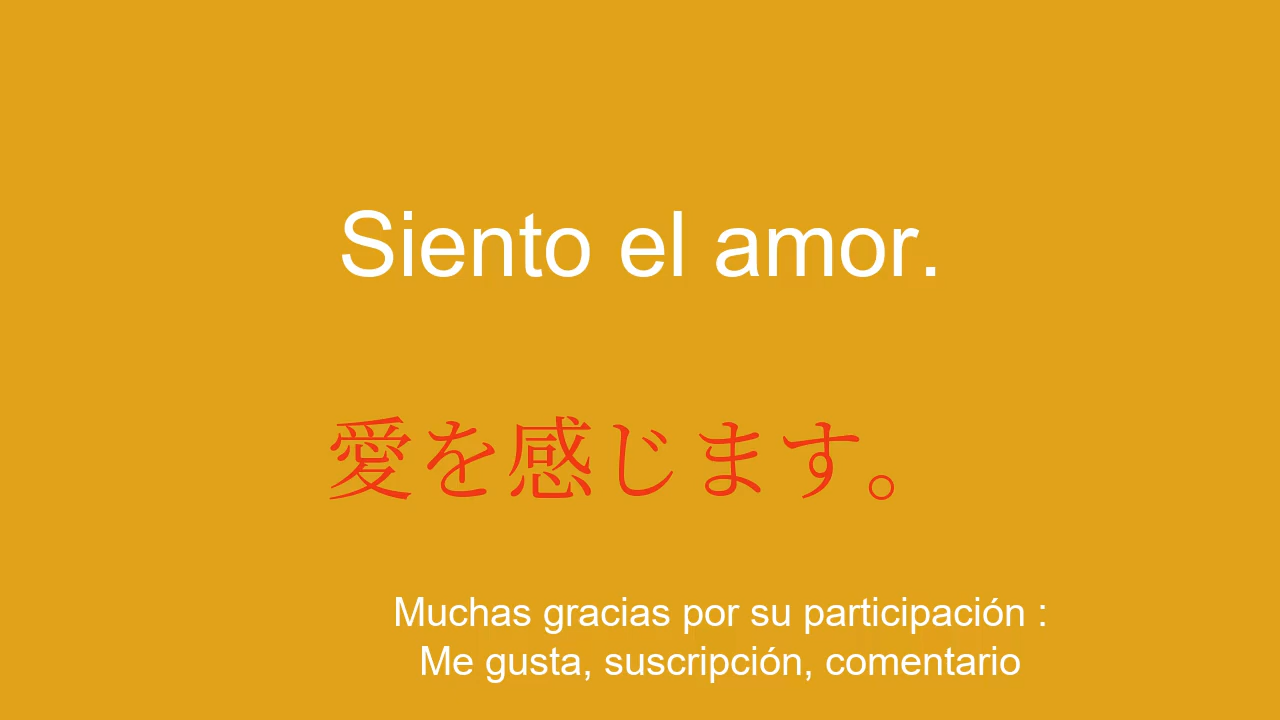 Siento el amor.
愛を感じます。
Muchas gracias por su participación :
Me gusta, suscripción, comentario